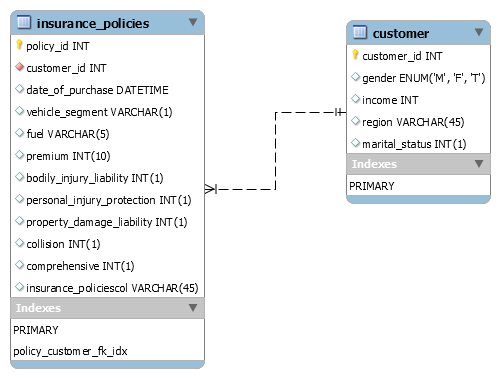 insurance_policies
policy_id INT
customer_id INT
date_of_purchase DATETIME
vehicle_segment VARCHAR(1)
fuel VARCHAR(5)
premium INT(10)
bodily_injury_liability INT(1)
personal_injury_protection INT(1)
property_damage_liability INT(1)
collision INT(1)
comprehensive INT(1)
insurance_policiescol VARCHAR(45)
Indexes
PRIMARY
policy_customer_fk_idx
customer
customer_id INT
gender ENUM('M', 'F', 'T')
income INT
region VARCHAR(45)
marital_status INT(1)
Indexes
PRIMARY